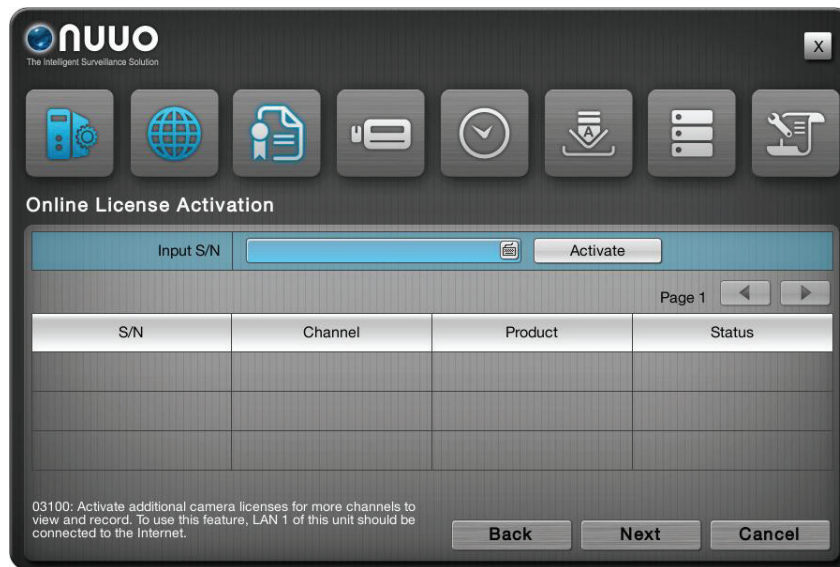 nuuo
The Intelligent Surveillance Solution
X
A
Online License Activation
Input S/N
Activate
Page 1
S/N Channel Product Status
03100: Activate additional camera licenses for more channels to
view and record. To use this feature, LAN 1 of this unit should be
connected to the Internet.
Back Next Cancel